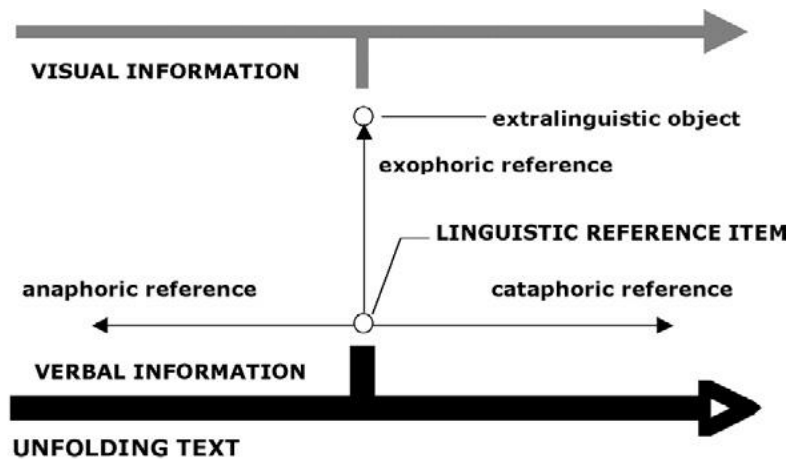 VISUAL INFORMATION
extralinguistic object
exophoric reference
LINGUISTIC REFERENCE ITEM
anaphoric reference
cataphoric reference
VERBAL INFORMATION
UNFOLDING TEXT